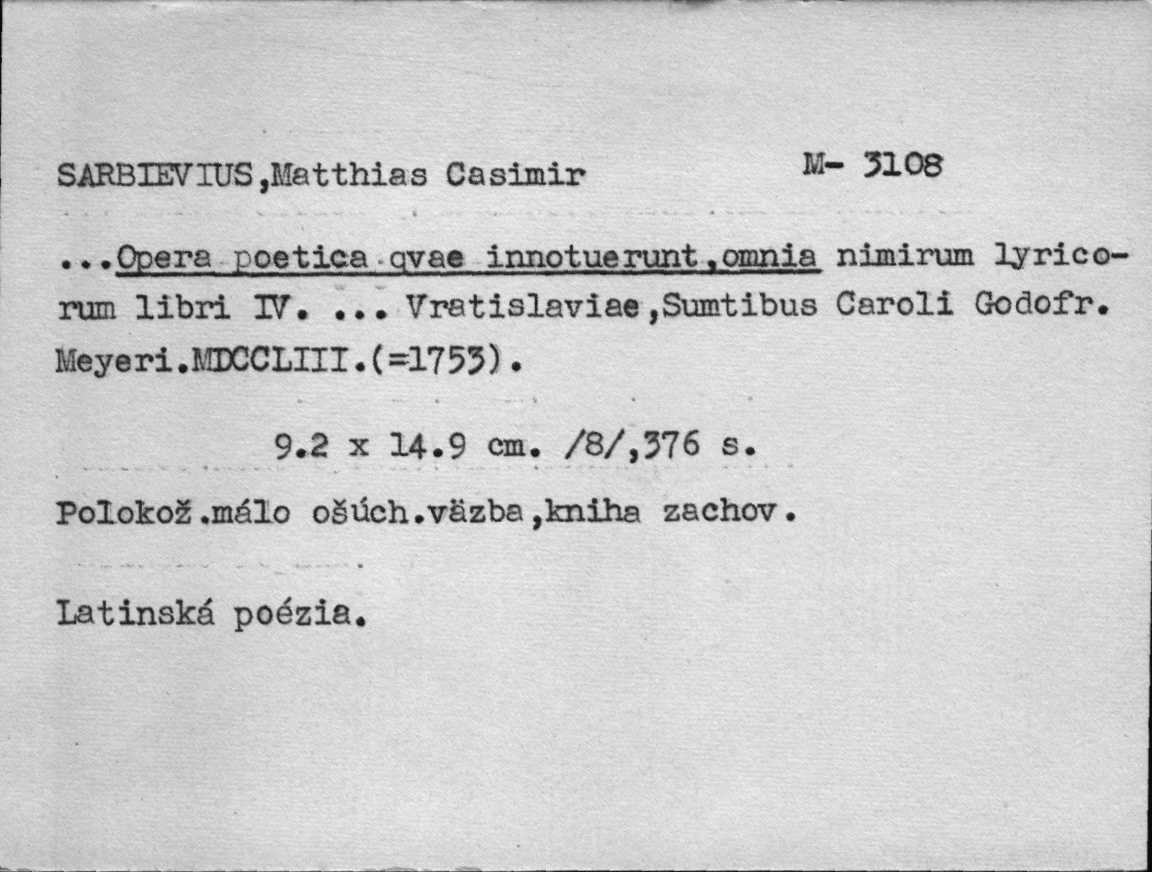 SARBIEVIUS,Matthias Casimir M- 3108
...Opera poetica qvae innotuerunt,omnia nimirum lyrico-
rum libri IV. ... Vratislaviae,Sumtibus Caroli Godofr.
Meyeri.MDCCLIII.(=1753).
9.2 x 14.9 cm. /8/,376 s.
Polokož.málo ošúch.väzba,kniha zachov.
Latinská poézia.